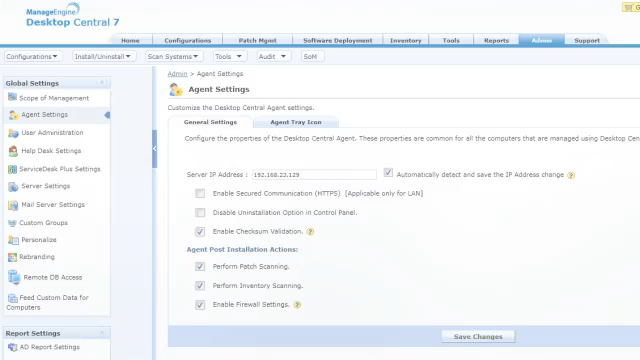 ManageEngine
Desktop Central 7
Home Configurations Patch Mgmt Software Deployment Inventory Tools Reports Admin Support
Configurations Install/Uninstall Scan Systems Tools Audit SoM
Global Settings
Scope of Management
Agent Settings
User Administration
Help Desk Settings
ServiceDesk Plus Settings
Server Settings
Mail Server Settings
Custom Groups
Personalize
Rebranding
Remote DB Access
Feed Custom Data for
Computers
Report Settings
AD Report Settings
Admin > Agent Settings
Agent Settings
Customize the Desktop Central Agent settings.
General Settings Agent Tray Icon
Configure the properties of the Desktop Central Agent. These properties are common for all the computers that are managed using Desktop Cen
Server IP Address : 192.168.23.129 Automatically detect and save the IP Address change
Enable Secured Communication (HTTPS) [Applicable only for LAN]
Disable Uninstallation Option in Control Panel.
Enable Checksum Validation.
Agent Post Installation Actions:
Perform Patch Scanning.
Perform Inventory Scanning.
Enable Firewall Settings.
Save Changes